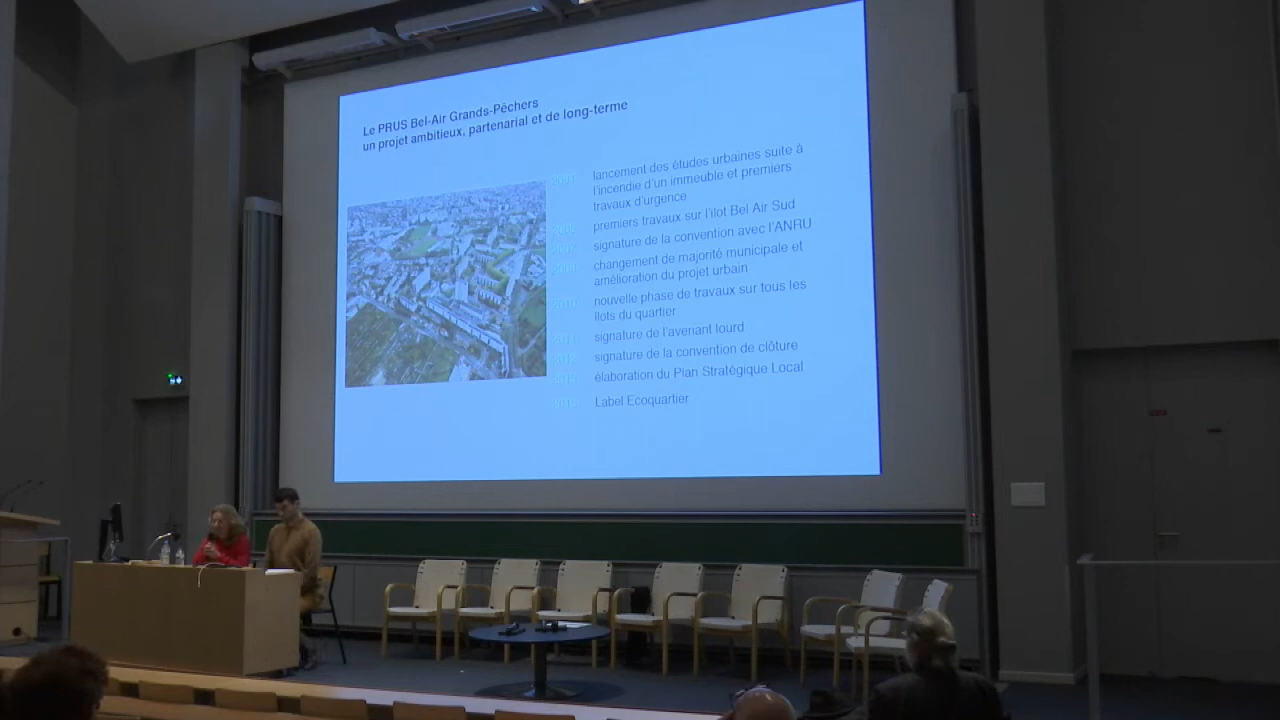 Le PRUS Bel-Air Grands-Pêchers
un projet ambitieux, partenarial et de long-terme
lancement des études urbaines suite à
l'incendie d'un immeuble et premiers
travaux d'urgence
premiers travaux sur l'îlot Bel Air Sud
signature de la convention avec l'ANRU
changement de majorité municipale et
amélioration du projet urbain
nouvelle phase de travaux sur tous les
îlots du quartier
signature de l'avenant lourd
signature de la convention de clôture
élaboration du Plan Stratégique Local
Label Ecoquartier